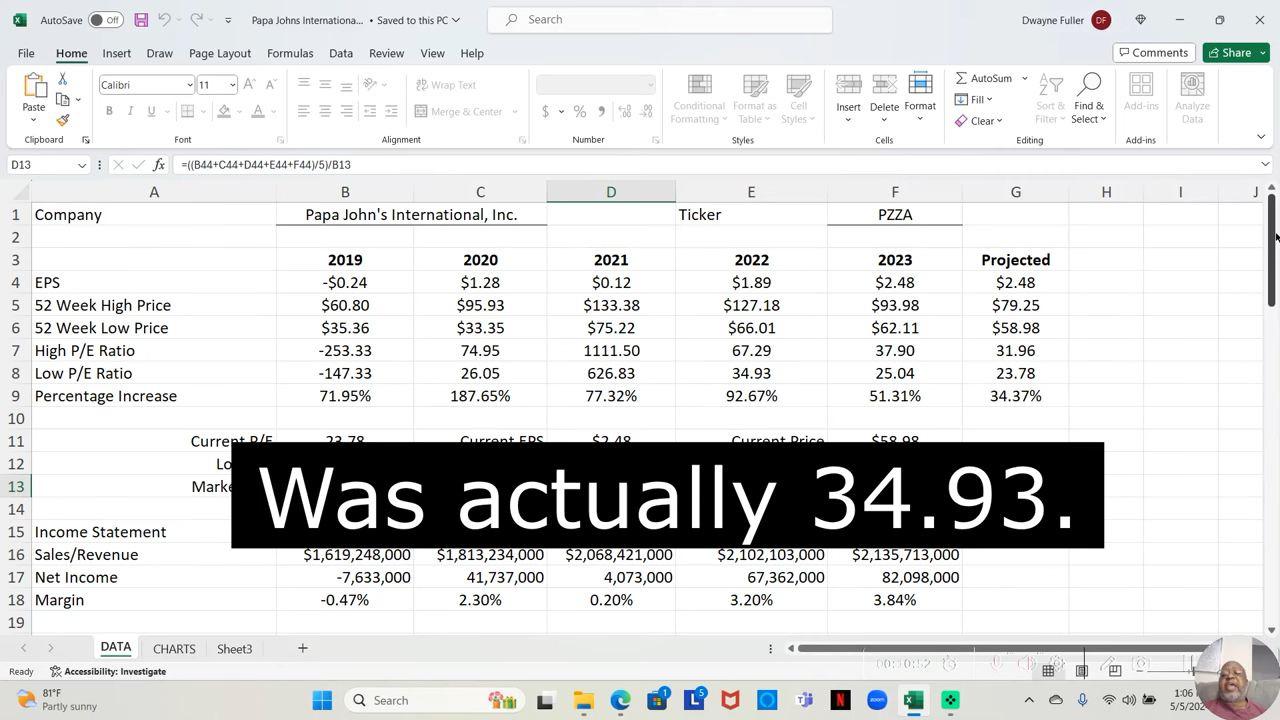 AutoSave Off Papa Johns Internationa... • Saved to this PC Search Dwayne Fuller DF
File Home Insert Draw Page Layout Formulas Data Review View Help Comments Share
Paste Calibri 11 Wrap Text Merge & Center Conditional Formatting Format as Table Cell Styles Insert Delete Format AutoSum Fill Clear Sort & Filter Find & Select Add-ins Analyze Data
Clipboard Font Alignment Number Styles Cells Editing Add-ins
D13 =((B44+C44+D44+E44+F44)/5)/B13
A B C D E F G H I J
1 Company Papa John's International, Inc. Ticker PZZA
2
3 2019 2020 2021 2022 2023 Projected
4 EPS -$0.24 $1.28 $0.12 $1.89 $2.48 $2.48
5 52 Week High Price $60.80 $95.93 $133.38 $127.18 $93.98 $79.25
6 52 Week Low Price $35.36 $33.35 $75.22 $66.01 $62.11 $58.98
7 High P/E Ratio -253.33 74.95 1111.50 67.29 37.90 31.96
8 Low P/E Ratio -147.33 26.05 626.83 34.93 25.04 23.78
9 Percentage Increase 71.95% 187.65% 77.32% 92.67% 51.31% 34.37%
10
11 Current P/E 23.78 Current EPS $2.48 Current Price $58.98
12
13
Was actually 34.93.
14
15 Income Statement
16 Sales/Revenue $1,619,248,000 $1,813,234,000 $2,068,421,000 $2,102,103,000 $2,135,713,000
17 Net Income -7,633,000 41,737,000 4,073,000 67,362,000 82,098,000
18 Margin -0.47% 2.30% 0.20% 3.20% 3.84%
19
DATA CHARTS Sheet3
Ready Accessibility: Investigate
81°F
Partly sunny
Search
1:06